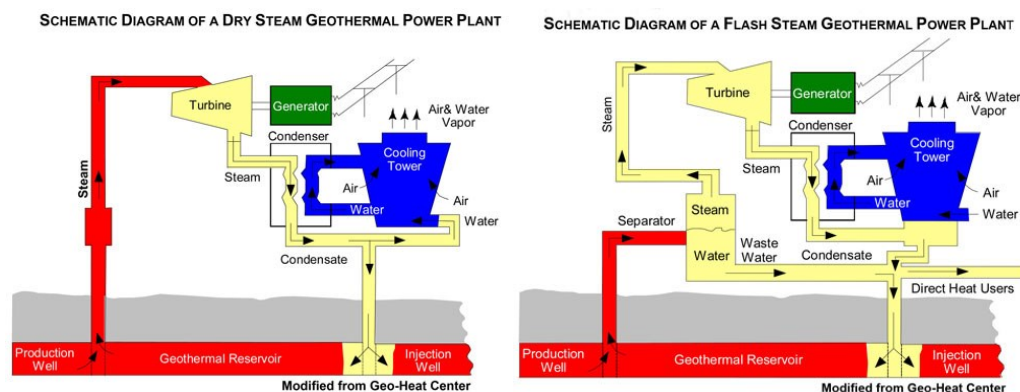 SCHEMATIC DIAGRAM OF A DRY STEAM GEOTHERMAL POWER PLANT
Turbine
Generator
Air& Water
Vapor
Condenser
Cooling
Tower
Steam
Steam
Air
Air
Water
Water
Condensate
Production
Well
Geothermal Reservoir
Injection
Well
Modified from Geo-Heat Center
SCHEMATIC DIAGRAM OF A FLASH STEAM GEOTHERMAL POWER PLANT
Turbine
Generator
Air& Water
Vapor
Steam
Condenser
Cooling
Tower
Air
Air
Steam
Water
Water
Separator
Water
Waste
Water
Condensate
Direct Heat Users
Production
Well
Geothermal Reservoir
Injection
Well
Modified from Geo-Heat Center